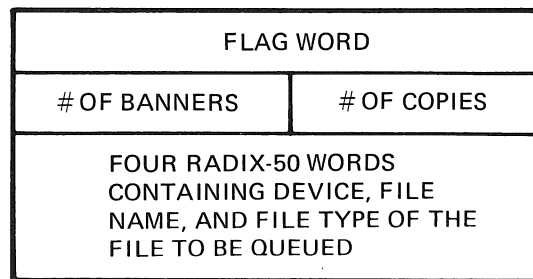 FLAG WORD
# OF BANNERS
# OF COPIES
FOUR RADIX-50 WORDS
CONTAINING DEVICE, FILE
NAME, AND FILE TYPE OF THE
FILE TO BE QUEUED